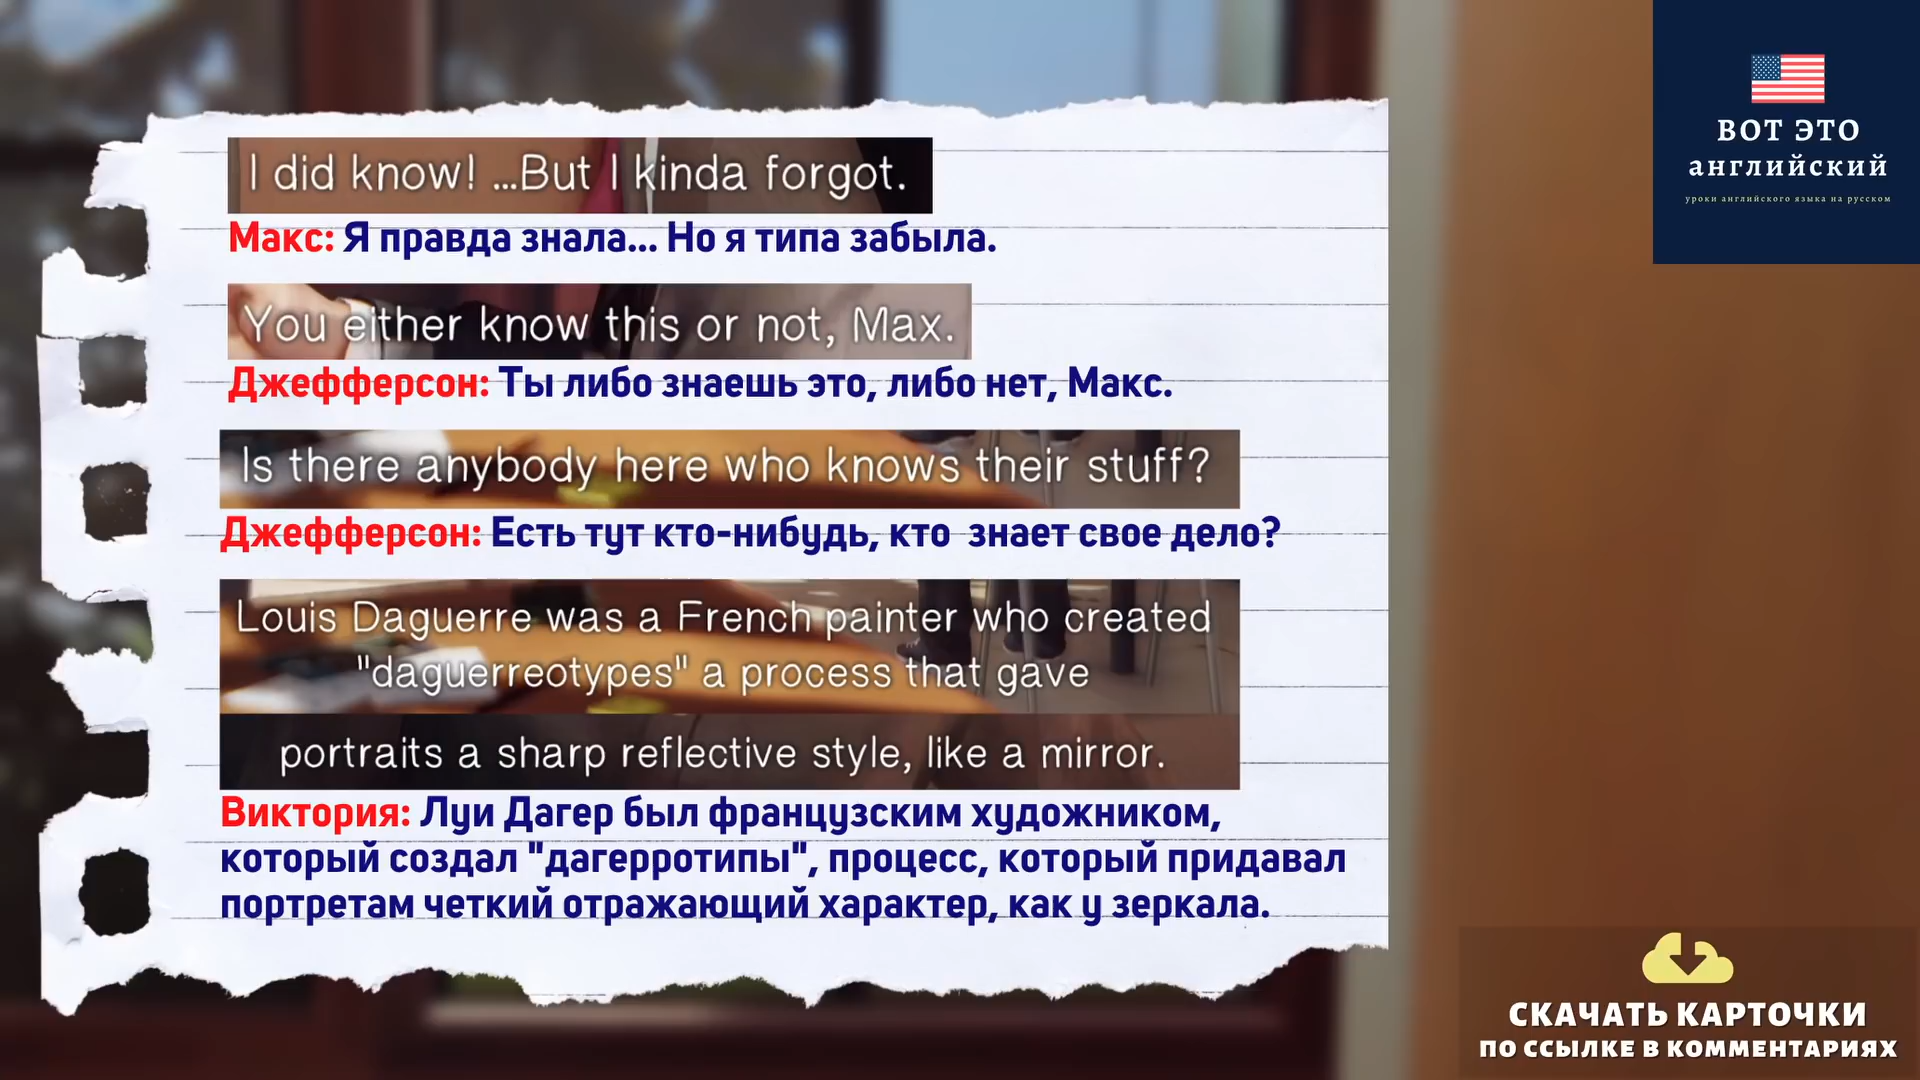 I did know! ...But I kinda forgot.
Макс: Я правда знала... Но я типа забыла.
You either know this or not, Max.
Джефферсон: Ты либо знаешь это, либо нет, Макс.
Is there anybody here who knows their stuff?
Джефферсон: Есть тут кто-нибудь, кто знает свое дело?
Louis Daguerre was a French painter who created
"daguerreotypes" a process that gave
portraits a sharp reflective style, like a mirror.
Виктория: Луи Дагер был французским художником,
который создал "дагерротипы", процесс, который придавал
портретам четкий отражающий характер, как у зеркала.
ВОТ ЭТО
английский
уроки английского языка на русском
СКАЧАТЬ КАРТОЧКИ
ПО ССЫЛКЕ В КОММЕНТАРИЯХ